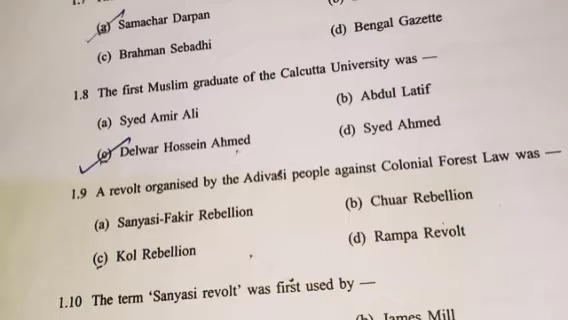 (a) Samachar Darpan
(d) Bengal Gazette
(c) Brahman Sebadhi
1.8 The first Muslim graduate of the Calcutta University was —
(a) Syed Amir Ali
(b) Abdul Latif
(c) Delwar Hossein Ahmed
(d) Syed Ahmed
1.9 A revolt organised by the Adivasi people against Colonial Forest Law was —
(a) Sanyasi-Fakir Rebellion
(b) Chuar Rebellion
(c) Kol Rebellion
(d) Rampa Revolt
1.10 The term 'Sanyasi revolt' was first used by —
(b) James Mill